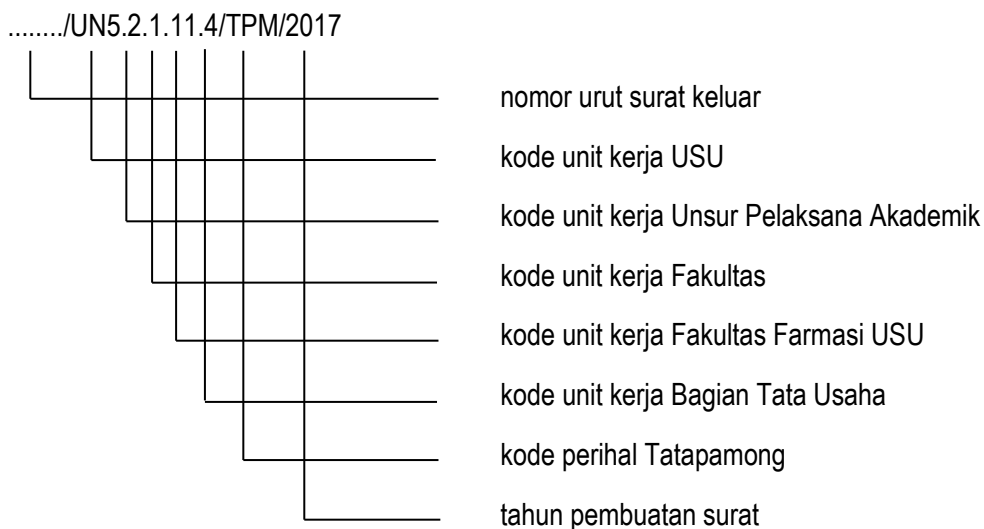 ......../UN5.2.1.11.4/TPM/2017
nomor urut surat keluar
kode unit kerja USU
kode unit kerja Unsur Pelaksana Akademik
kode unit kerja Fakultas
kode unit kerja Fakultas Farmasi USU
kode unit kerja Bagian Tata Usaha
kode perihal Tatapamong
tahun pembuatan surat